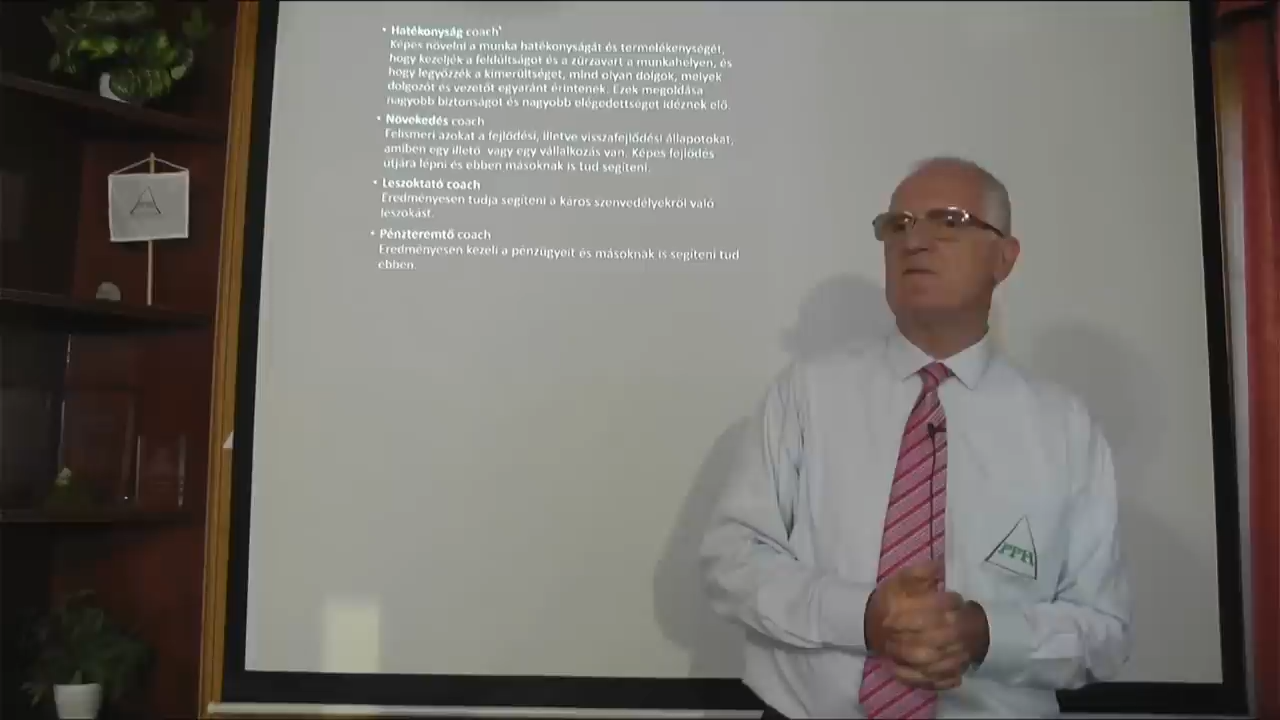 • Hatékonyság coach
Képes növelni a munka hatékonyságát és termelékenységét,
hogy kezeljék a feldúltságot és a zűrzavart a munkahelyen, és
hogy legyőzzék a kimerültséget, mind olyan dolgok, melyek
dolgozót és vezetőt egyaránt érintenek. Ezek megoldása
nagyobb biztonságot és nagyobb elégedettséget idéznek elő.
• Növekedés coach
Felismeri azokat a fejlődési, illetve visszafejlődési állapotokat,
amiben egy illető vagy egy vállalkozás van. Képes fejlődés
útjára lépni és ebben másoknak is tud segíteni.
• Leszoktató coach
Eredményesen tudja segíteni a káros szenvedélyekről való
leszokást.
• Pénzteremtő coach
Eredményesen kezeli a pénzügyeit és másoknak is segíteni tud
ebben.
PPH